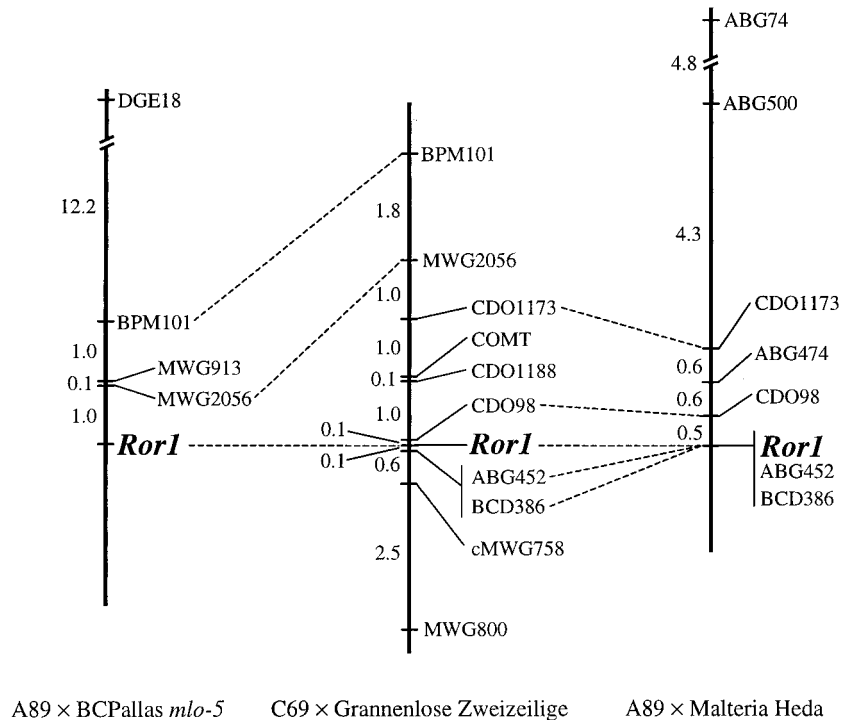 DGE18
12.2
BPM101
1.0
MWG913
0.1
MWG2056
1.0
Ror1
A89 × BCPallas mlo-5
BPM101
1.8
MWG2056
1.0
CDO1173
1.0
COMT
0.1
CDO1188
1.0
CDO98
0.1
Ror1
0.1
0.6
ABG452
BCD386
cMWG758
2.5
MWG800
C69 × Grannenlose Zweizeilige
ABG74
4.8
ABG500
4.3
CDO1173
0.6
ABG474
0.6
CDO98
0.5
Ror1
ABG452
BCD386
A89 × Malteria Heda